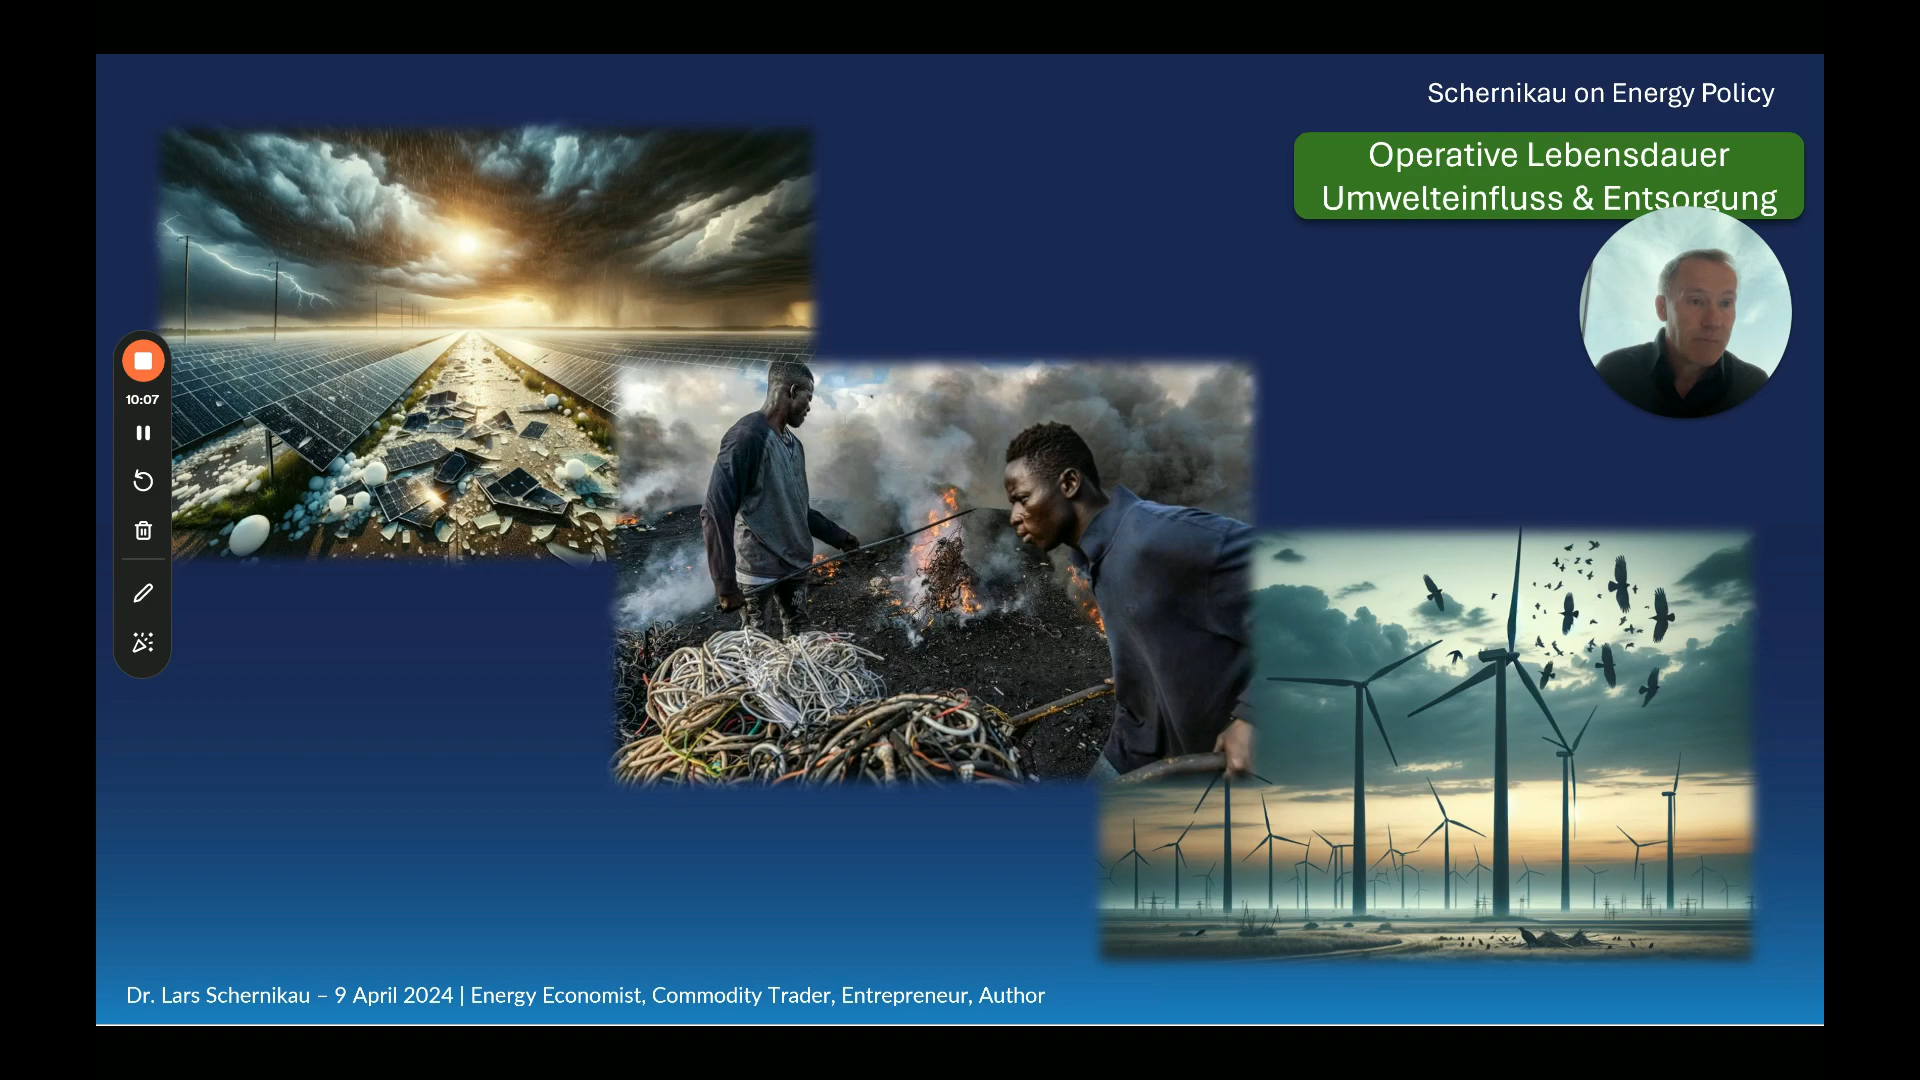 Schernikau on Energy Policy
Operative Lebensdauer
Umwelteinfluss & Entsorgung
10:07
Dr. Lars Schernikau – 9 April 2024 | Energy Economist, Commodity Trader, Entrepreneur, Author